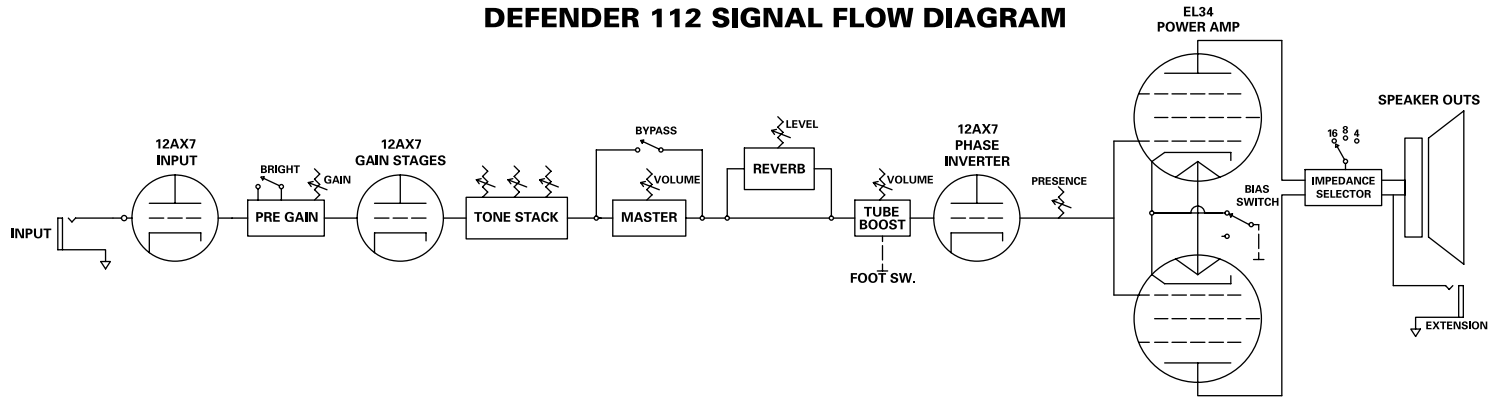 DEFENDER 112 SIGNAL FLOW DIAGRAM
INPUT
12AX7
INPUT
BRIGHT
GAIN
PRE GAIN
12AX7
GAIN STAGES
TONE STACK
BYPASS
VOLUME
MASTER
LEVEL
REVERB
VOLUME
TUBE
BOOST
FOOT SW.
12AX7
PHASE
INVERTER
PRESENCE
EL34
POWER AMP
BIAS
SWITCH
16 8 4
IMPEDANCE
SELECTOR
SPEAKER OUTS
EXTENSION